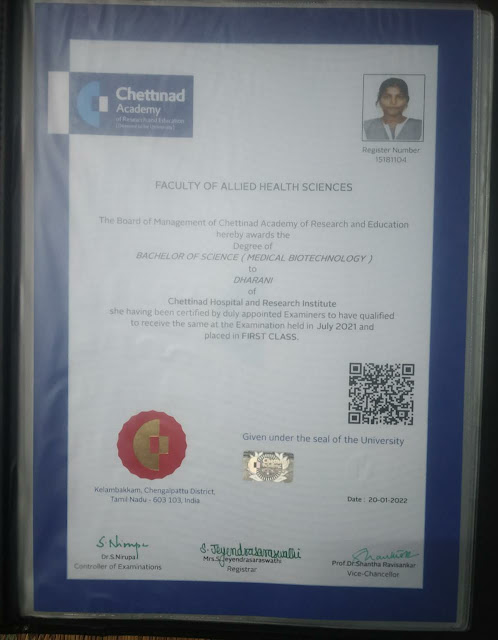 Chettinad
Academy
of Research and Education
(Deemed to be University)
Register Number
15181104
FACULTY OF ALLIED HEALTH SCIENCES
The Board of Management of Chettinad Academy of Research and Education
hereby awards the
Degree of
BACHELOR OF SCIENCE ( MEDICAL BIOTECHNOLOGY )
to
DHARANI
of
Chettinad Hospital and Research Institute
she having been certified by duly appointed Examiners to have qualified
to receive the same at the Examination held in July 2021 and
placed in FIRST CLASS.
Given under the seal of the University
Kelambakkam, Chengalpattu District,
Tamil Nadu - 603 103, India
Date : 20-01-2022
S. Nirupa
Dr.S.Nirupa
Controller of Examinations
S. Jeyendrasaraswathi
Mrs.S.Jeyendrasaraswathi
Registrar
Prof.Dr.Shantha Ravisankar
Vice-Chancellor